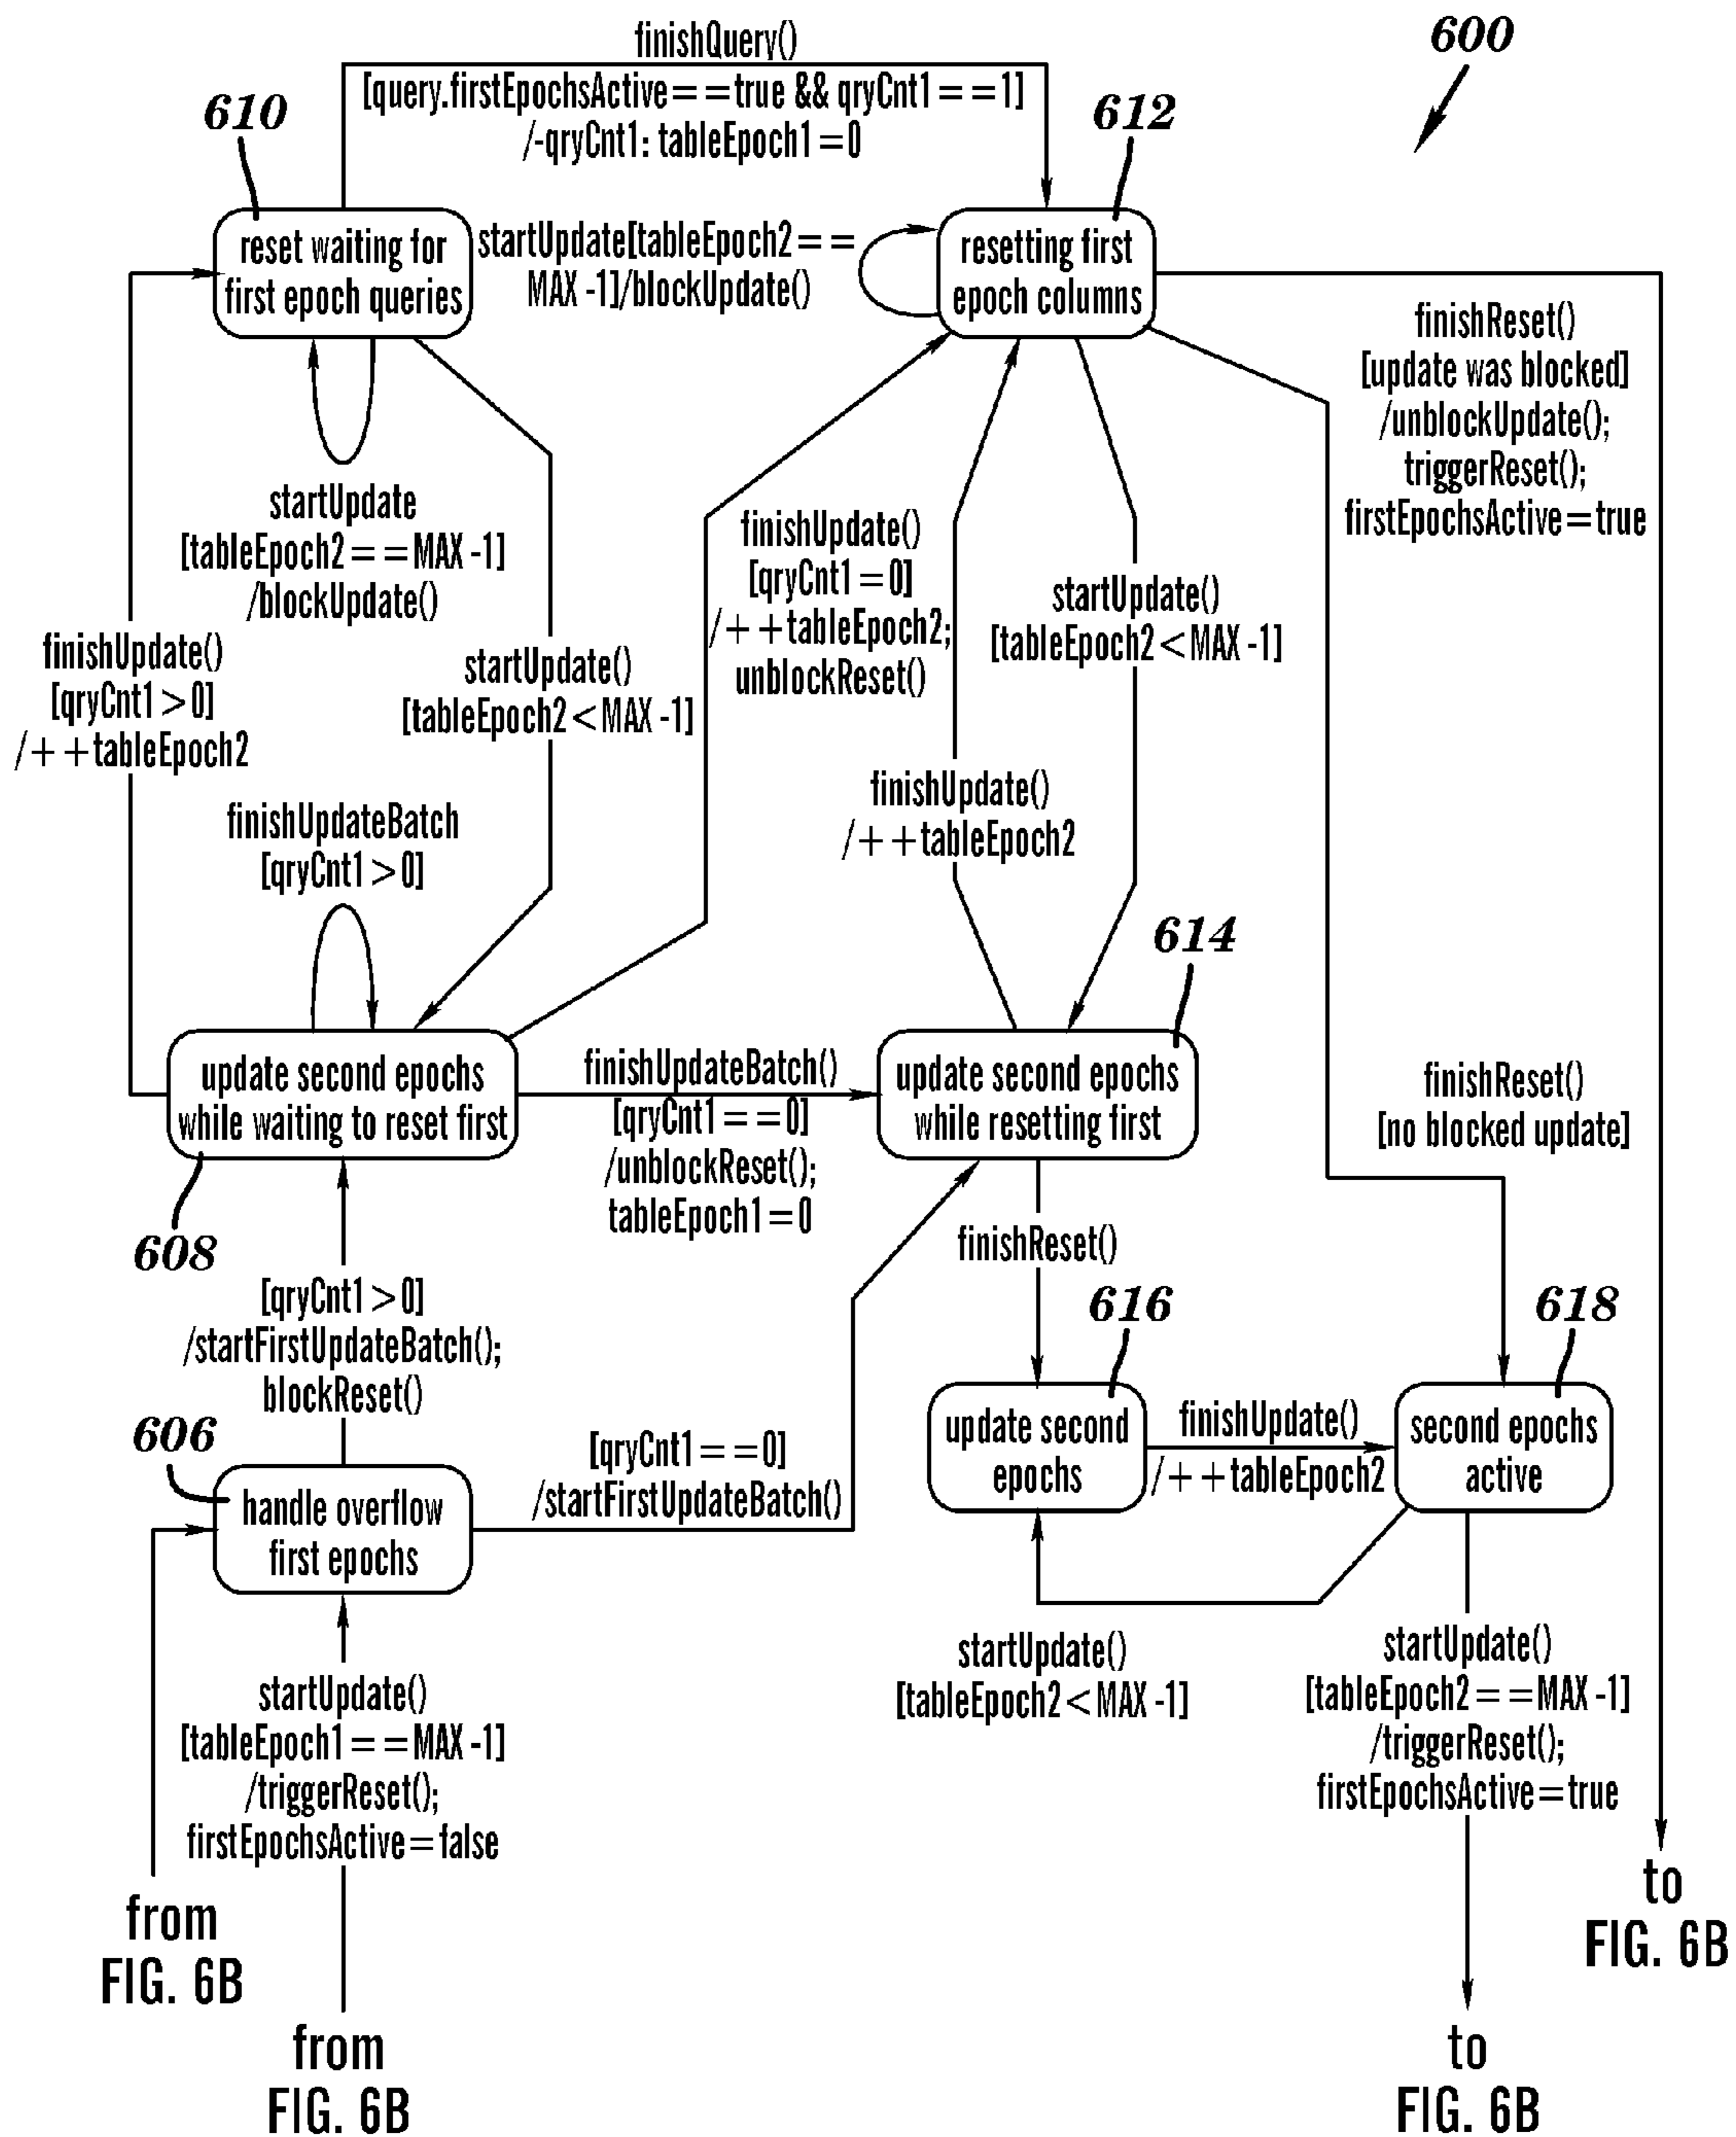 600
finishQuery()
[query.firstEpochsActive==true && qryCnt1==1]
/-qryCnt1: tableEpoch1=0
610
612
reset waiting for
first epoch queries
startUpdate[tableEpoch2==
MAX -1]/blockUpdate()
resetting first
epoch columns
finishReset()
[update was blocked]
/unblockUpdate();
triggerReset();
firstEpochsActive=true
startUpdate
[tableEpoch2==MAX -1]
/blockUpdate()
finishUpdate()
[qryCnt1=0]
/++tableEpoch2;
unblockReset()
startUpdate()
[tableEpoch2<MAX -1]
finishUpdate()
[qryCnt1>0]
/++tableEpoch2
startUpdate()
[tableEpoch2<MAX -1]
finishUpdate()
/++tableEpoch2
finishUpdateBatch
[qryCnt1>0]
614
update second epochs
while waiting to reset first
finishUpdateBatch()
[qryCnt1==0]
/unblockReset();
tableEpoch1=0
update second epochs
while resetting first
finishReset()
[no blocked update]
608
finishReset()
[qryCnt1>0]
/startFirstUpdateBatch();
blockReset()
616
618
606
[qryCnt1==0]
/startFirstUpdateBatch()
update second
epochs
finishUpdate()
/++tableEpoch2
second epochs
active
handle overflow
first epochs
startUpdate()
[tableEpoch2<MAX -1]
startUpdate()
[tableEpoch2==MAX -1]
/triggerReset();
firstEpochsActive=true
startUpdate()
[tableEpoch1==MAX -1]
/triggerReset();
firstEpochsActive=false
from
FIG. 6B
to
FIG. 6B
from
FIG. 6B
to
FIG. 6B